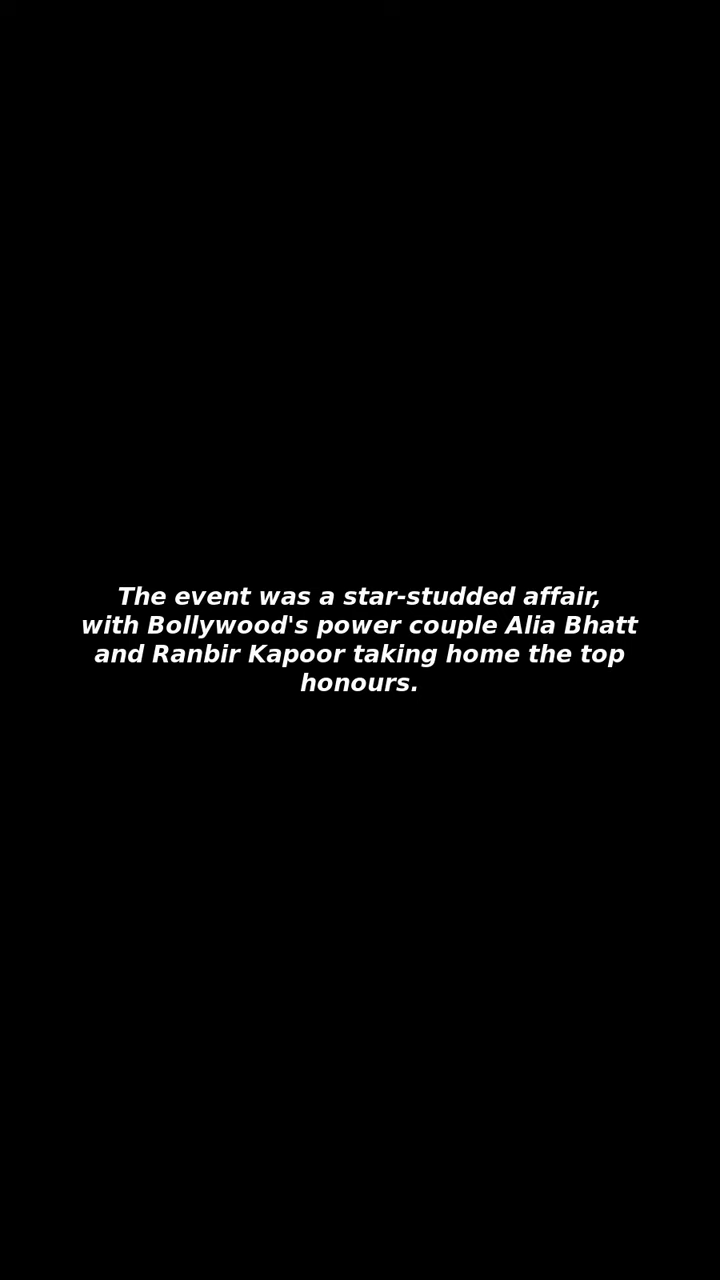 The event was a star-studded affair,
with Bollywood's power couple Alia Bhatt
and Ranbir Kapoor taking home the top
honours.